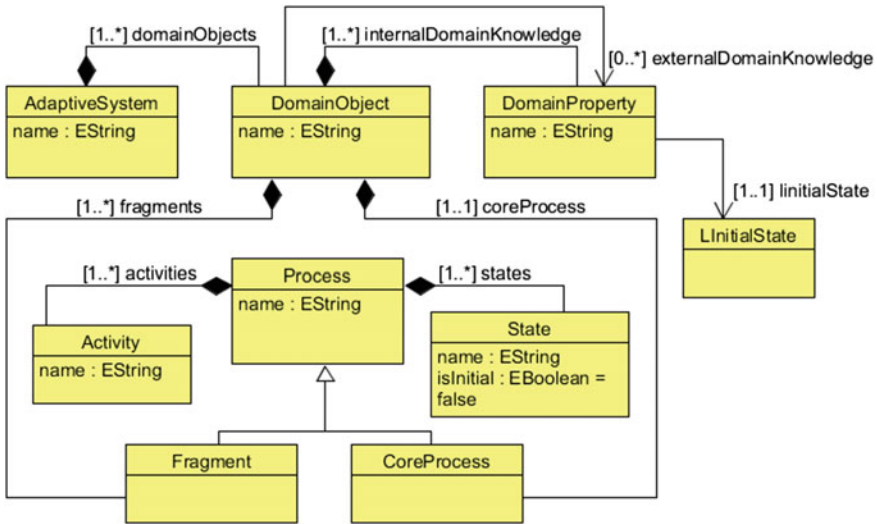 [1..*] domainObjects
[1..*] internalDomainKnowledge
[0..*] externalDomainKnowledge
AdaptiveSystem
name : EString
DomainObject
name : EString
DomainProperty
name : EString
[1..1] linitialState
LInitialState
[1..*] fragments
[1..1] coreProcess
[1..*] activities
Process
name : EString
[1..*] states
Activity
name : EString
State
name : EString
isInitial : EBoolean =
false
Fragment
CoreProcess